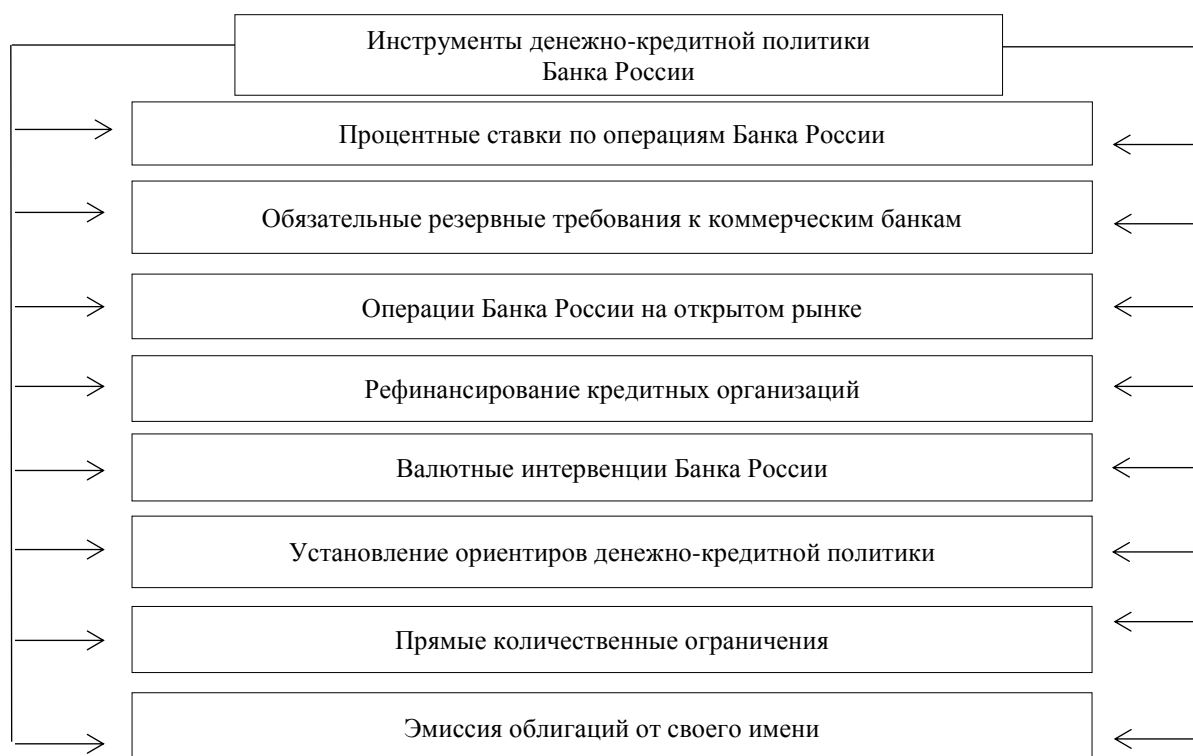 Инструменты денежно-кредитной политики
Банка России
Процентные ставки по операциям Банка России
Обязательные резервные требования к коммерческим банкам
Операции Банка России на открытом рынке
Рефинансирование кредитных организаций
Валютные интервенции Банка России
Установление ориентиров денежно-кредитной политики
Прямые количественные ограничения
Эмиссия облигаций от своего имени